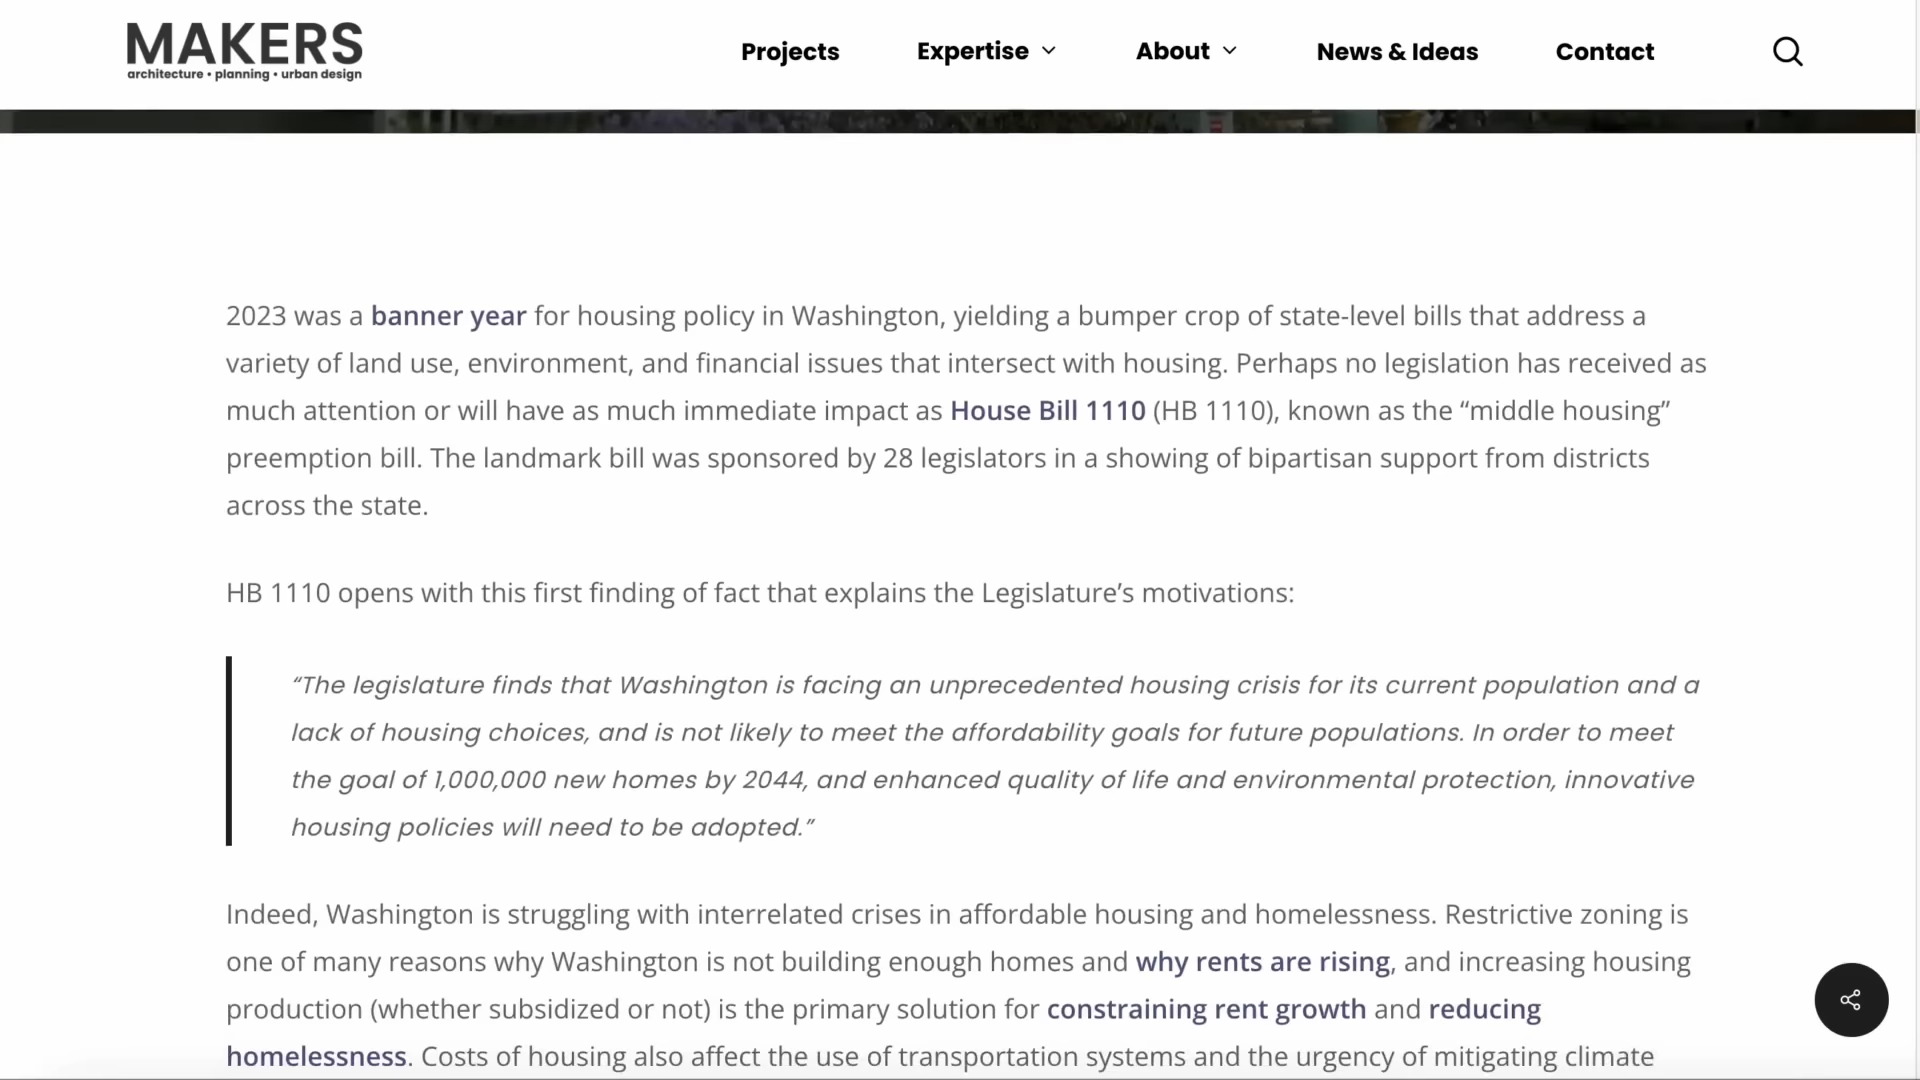 MAKERS
architecture • planning • urban design
Projects
Expertise
About
News & Ideas
Contact
2023 was a banner year for housing policy in Washington, yielding a bumper crop of state-level bills that address a
variety of land use, environment, and financial issues that intersect with housing. Perhaps no legislation has received as
much attention or will have as much immediate impact as House Bill 1110 (HB 1110), known as the “middle housing”
preemption bill. The landmark bill was sponsored by 28 legislators in a showing of bipartisan support from districts
across the state.
HB 1110 opens with this first finding of fact that explains the Legislature’s motivations:
“The legislature finds that Washington is facing an unprecedented housing crisis for its current population and a
lack of housing choices, and is not likely to meet the affordability goals for future populations. In order to meet
the goal of 1,000,000 new homes by 2044, and enhanced quality of life and environmental protection, innovative
housing policies will need to be adopted.”
Indeed, Washington is struggling with interrelated crises in affordable housing and homelessness. Restrictive zoning is
one of many reasons why Washington is not building enough homes and why rents are rising, and increasing housing
production (whether subsidized or not) is the primary solution for constraining rent growth and reducing
homelessness. Costs of housing also affect the use of transportation systems and the urgency of mitigating climate